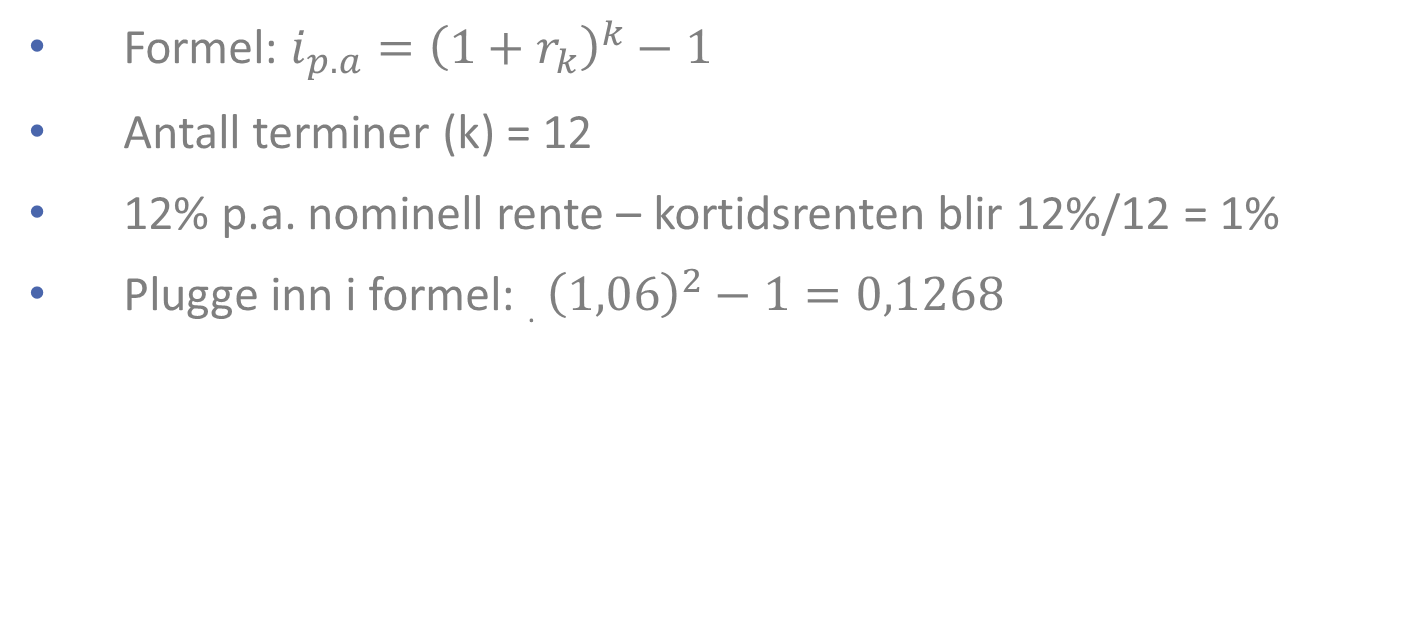 • Formel: i_{p.a} = (1 + r_k)^k − 1
• Antall terminer (k) = 12
• 12% p.a. nominell rente – kortidsrenten blir 12%/12 = 1%
• Plugge inn i formel: . (1,06)² − 1 = 0,1268